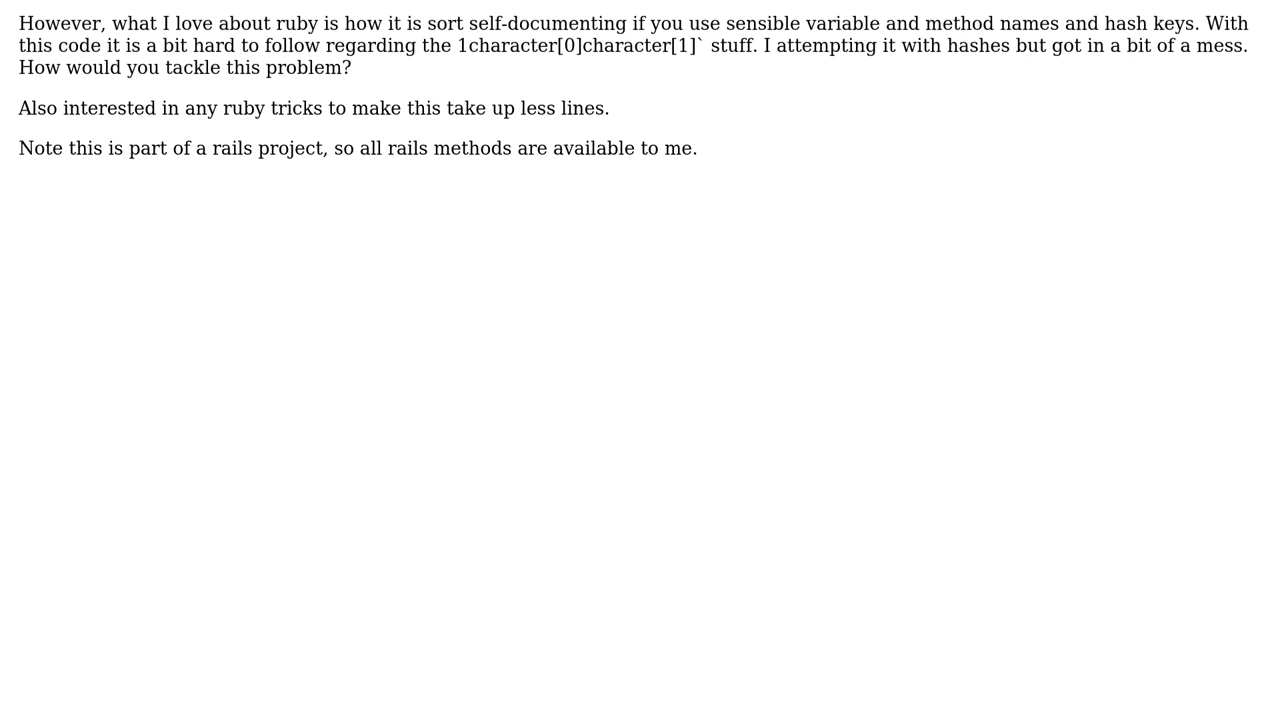 However, what I love about ruby is how it is sort self-documenting if you use sensible variable and method names and hash keys. With
this code it is a bit hard to follow regarding the 1character[0]character[1]` stuff. I attempting it with hashes but got in a bit of a mess.
How would you tackle this problem?
Also interested in any ruby tricks to make this take up less lines.
Note this is part of a rails project, so all rails methods are available to me.